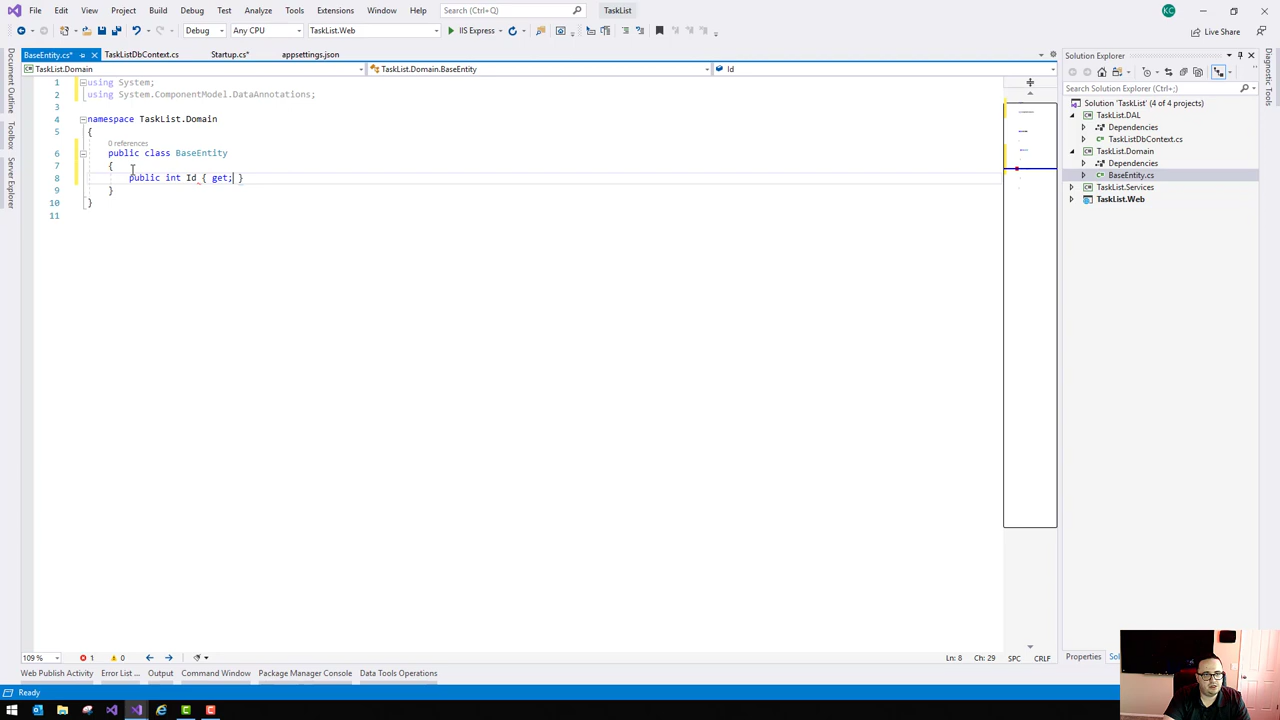 File Edit View Project Build Debug Test Analyze Tools Extensions Window Help Search (Ctrl+Q) TaskList KC
Debug Any CPU TaskList.Web IIS Express Live Share
BaseEntity.cs* TaskListDbContext.cs Startup.cs* appsettings.json
TaskList.Domain TaskList.Domain.BaseEntity Id
Document Outline
Toolbox
Server Explorer
1 using System;
2 using System.ComponentModel.DataAnnotations;
3
4 namespace TaskList.Domain
5 {
0 references
6 public class BaseEntity
7 {
8 public int Id { get; }
9 }
10 }
11
Solution Explorer
Search Solution Explorer (Ctrl+;)
Solution 'TaskList' (4 of 4 projects)
TaskList.DAL
Dependencies
TaskListDbContext.cs
TaskList.Domain
Dependencies
BaseEntity.cs
TaskList.Services
TaskList.Web
Diagnostic Tools
109 % 1 0 Ln: 8 Ch: 29 SPC CRLF
Properties
Web Publish Activity Error List ... Output Command Window Package Manager Console Data Tools Operations
Ready